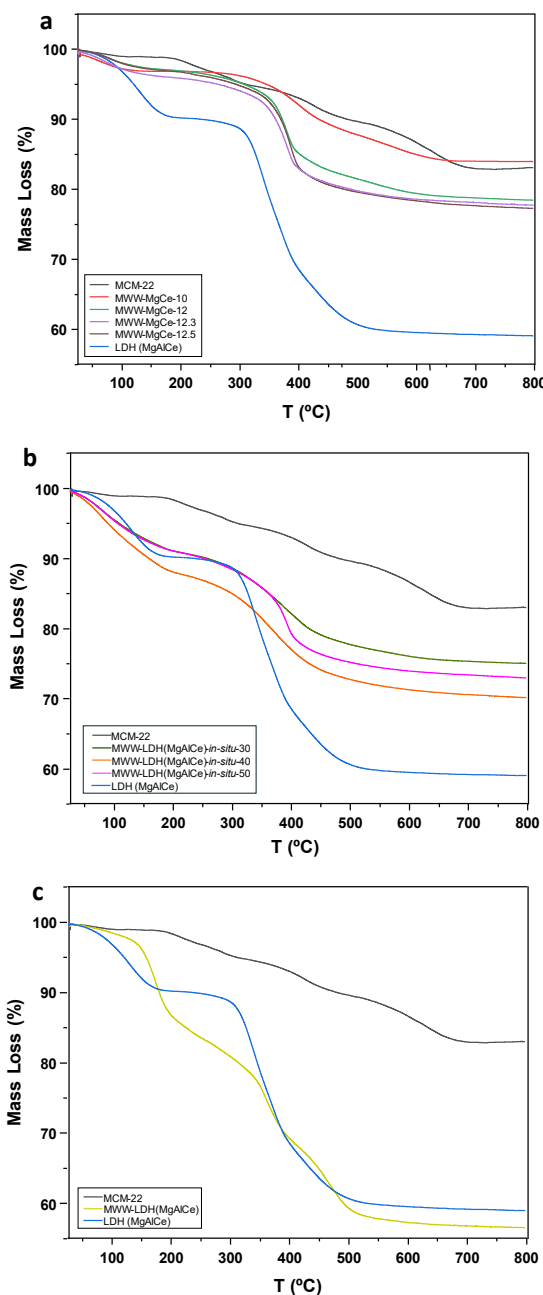 a
100
90
80
70
60
Mass Loss (%)
MCM-22
MWW-MgCe-10
MWW-MgCe-12
MWW-MgCe-12.3
MWW-MgCe-12.5
LDH (MgAlCe)
100 200 300 400 500 600 700 800
T (ºC)
b
100
90
80
70
60
Mass Loss (%)
MCM-22
MWW-LDH(MgAlCe)-in-situ-30
MWW-LDH(MgAlCe)-in-situ-40
MWW-LDH(MgAlCe)-in-situ-50
LDH (MgAlCe)
100 200 300 400 500 600 700 800
T (ºC)
c
100
90
80
70
60
Mass Loss (%)
MCM-22
MWW-LDH(MgAlCe)
LDH (MgAlCe)
100 200 300 400 500 600 700 800
T (ºC)